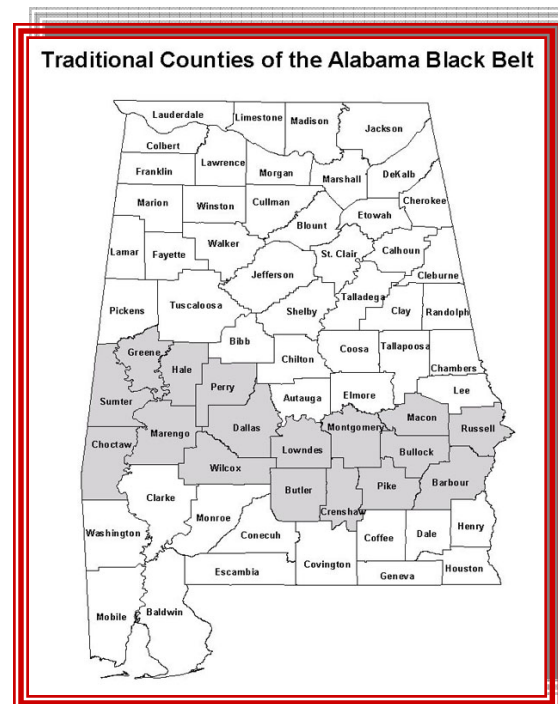 Traditional Counties of the Alabama Black Belt
Lauderdale
Limestone
Madison
Jackson
Colbert
Lawrence
Franklin
Morgan
Marshall
DeKalb
Cherokee
Marion
Winston
Cullman
Blount
Etowah
Lamar
Fayette
Walker
Jefferson
St. Clair
Calhoun
Cleburne
Pickens
Tuscaloosa
Shelby
Talladega
Clay
Randolph
Bibb
Chilton
Coosa
Tallapoosa
Chambers
Greene
Hale
Perry
Autauga
Elmore
Lee
Sumter
Marengo
Dallas
Lowndes
Montgomery
Macon
Russell
Choctaw
Wilcox
Bullock
Butler
Crenshaw
Pike
Barbour
Clarke
Monroe
Conecuh
Washington
Coffee
Dale
Henry
Escambia
Covington
Geneva
Houston
Mobile
Baldwin